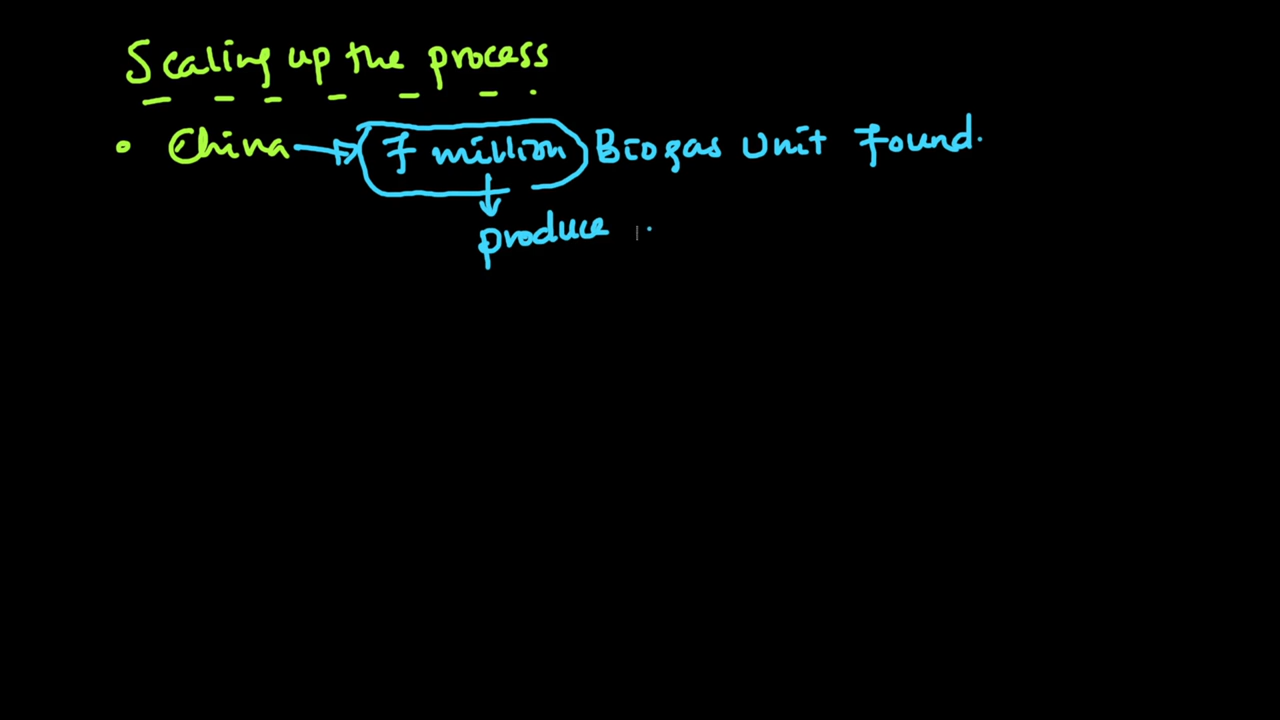 Scaling up the process
• China → 7 million Biogas Unit Found.
produce